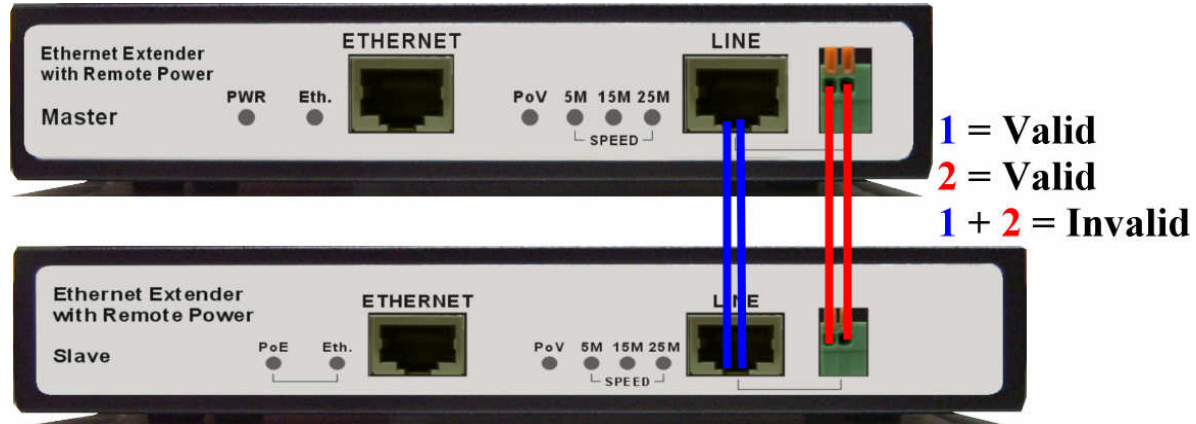 ETHERNET LINE
Ethernet Extender
with Remote Power
PWR Eth. PoV 5M 15M 25M
Master
SPEED
1 = Valid
2 = Valid
1 + 2 = Invalid
Ethernet Extender
with Remote Power
ETHERNET LINE
Slave
PoE Eth. PoV 5M 15M 25M
SPEED